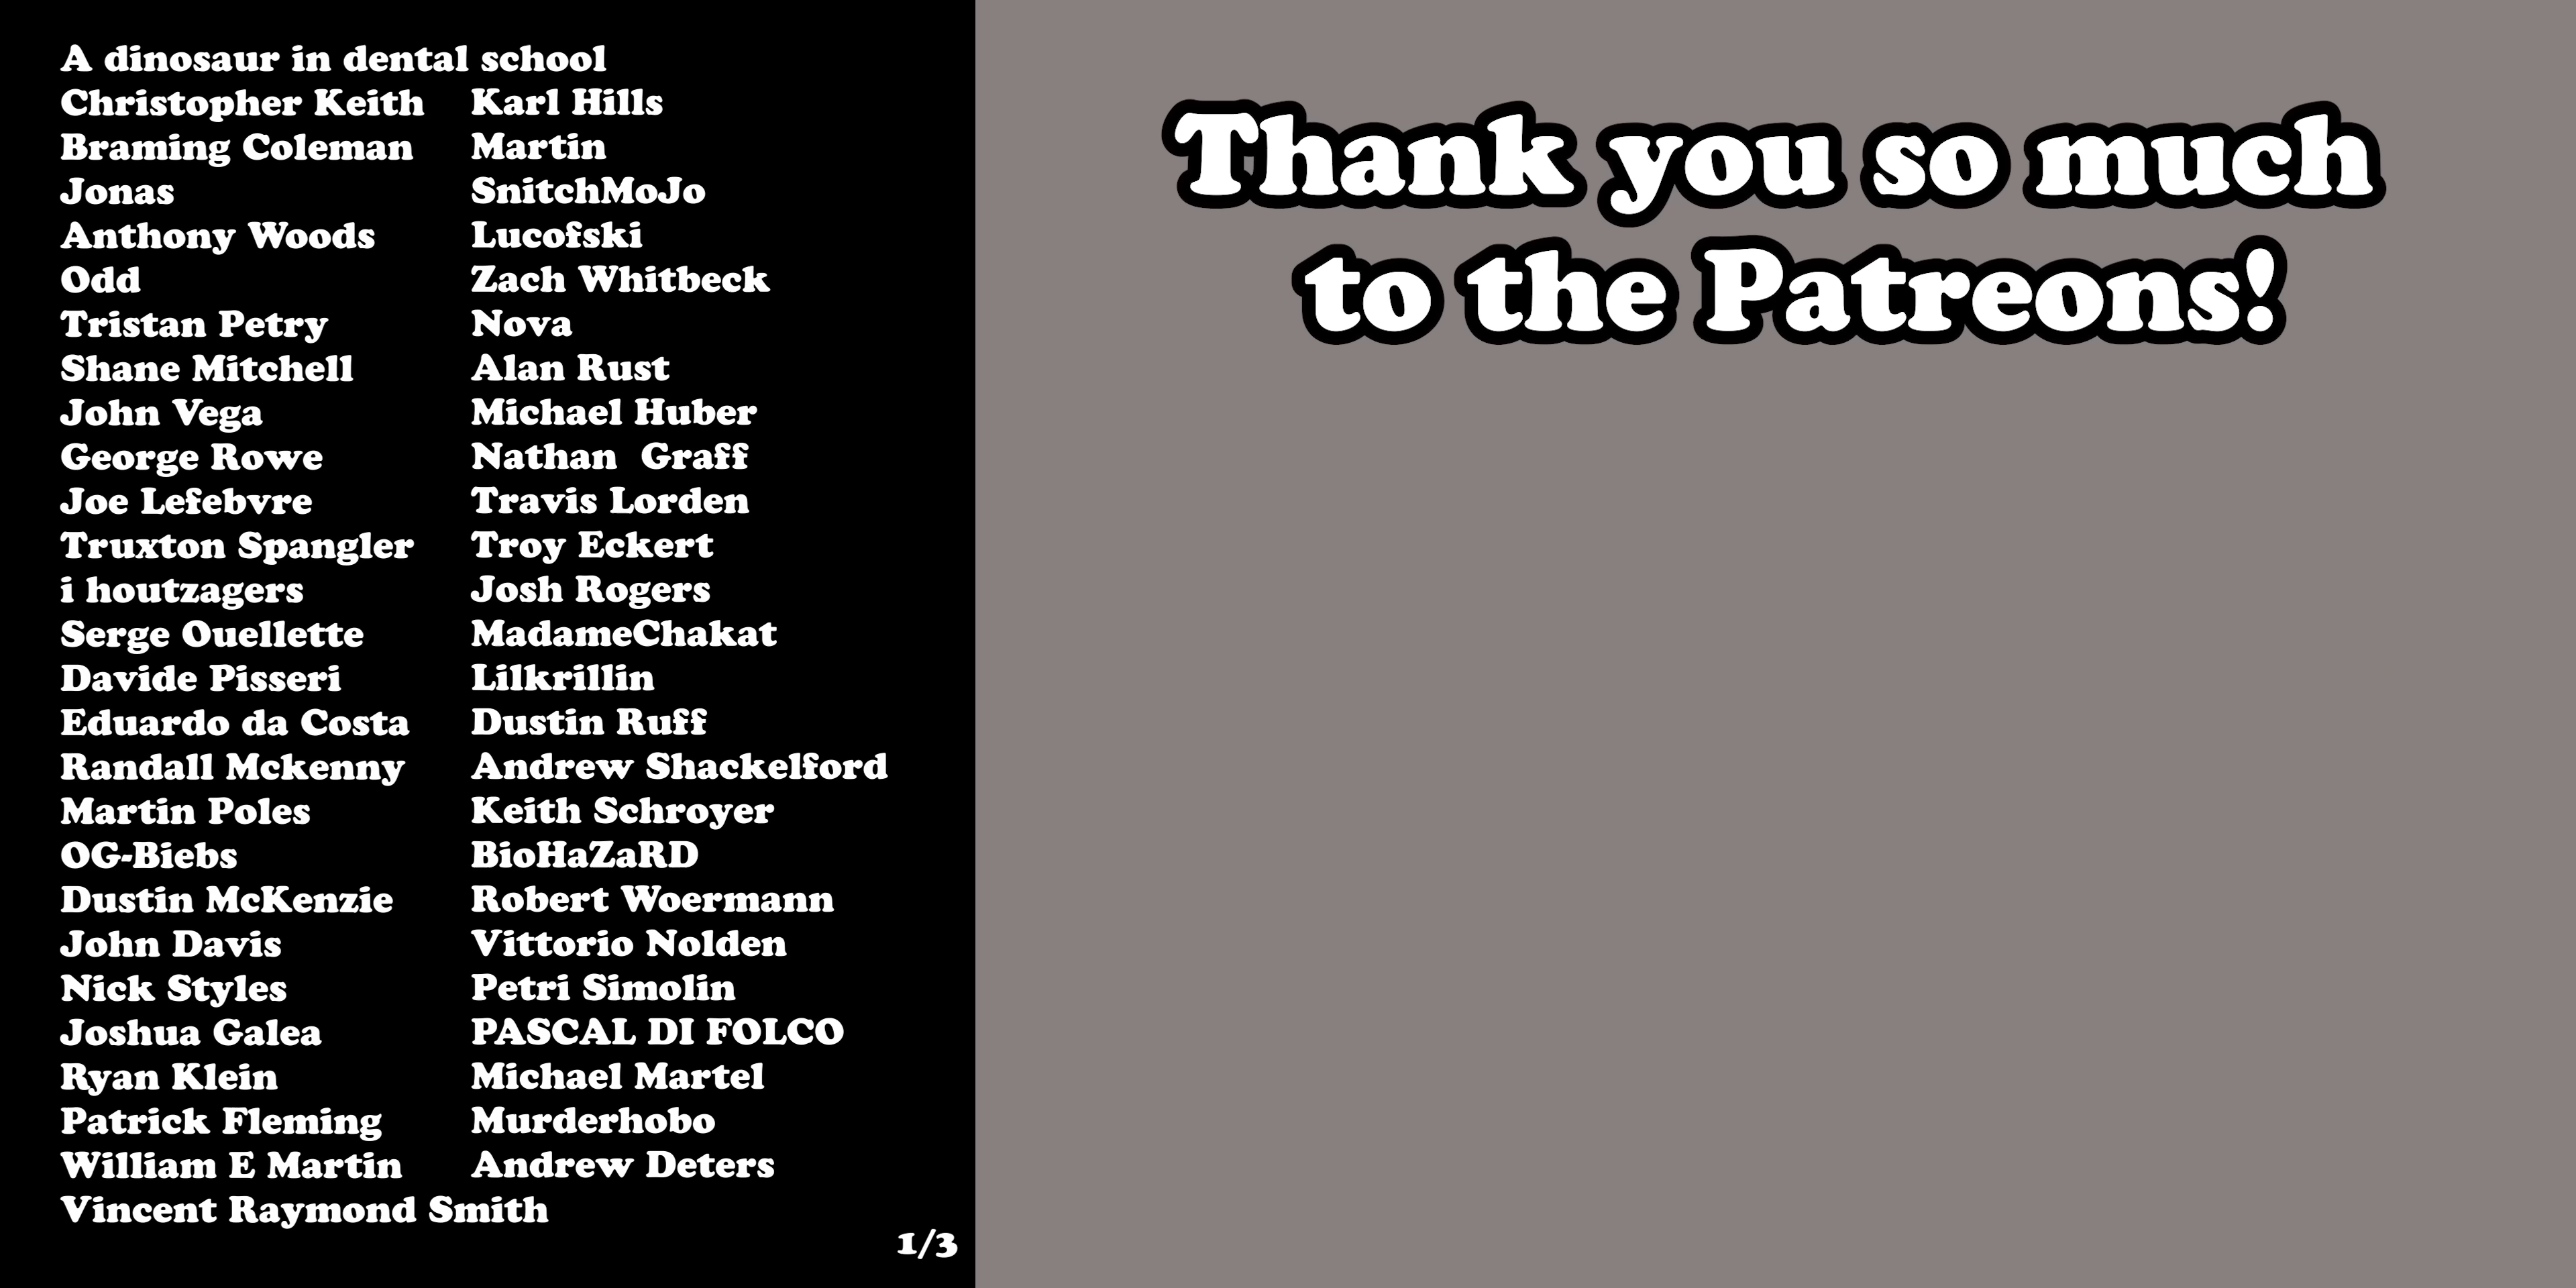 A dinosaur in dental school
Christopher Keith
Braming Coleman
Jonas
Anthony Woods
Odd
Tristan Petry
Shane Mitchell
John Vega
George Rowe
Joe Lefebvre
Truxton Spangler
i houtzagers
Serge Ouellette
Davide Pisseri
Eduardo da Costa
Randall Mckenny
Martin Poles
OG-Biebs
Dustin McKenzie
John Davis
Nick Styles
Joshua Galea
Ryan Klein
Patrick Fleming
William E Martin
Vincent Raymond Smith
Karl Hills
Martin
SnitchMoJo
Lucofski
Zach Whitbeck
Nova
Alan Rust
Michael Huber
Nathan  Graff
Travis Lorden
Troy Eckert
Josh Rogers
MadameChakat
Lilkrillin
Dustin Ruff
Andrew Shackelford
Keith Schroyer
BioHaZaRD
Robert Woermann
Vittorio Nolden
Petri Simolin
PASCAL DI FOLCO
Michael Martel
Murderhobo
Andrew Deters
1/3
Thank you so much
to the Patreons!